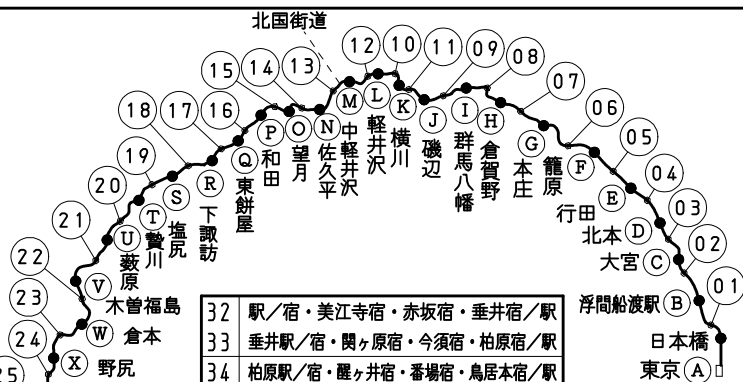 北国街道
12
10
11
13
09
14
08
15
07
16
17
06
18
05
19
04
20
03
21
02
22
01
23
24
25
M 中軽井沢
L 軽井沢
K 横川
J 磯辺
I 群馬八幡
H 倉賀野
G 本庄
F 籠原
E 行田
D 北本
C 大宮
B 浮間船渡駅
日本橋
A 東京
N 佐久平
O 望月
P 和田
Q 東餅屋
R 下諏訪
S 塩尻
T 贄川
U 薮原
V 木曽福島
W 倉本
X 野尻
32 駅/宿・美江寺宿・赤坂宿・垂井宿/駅
33 垂井駅/宿・関ヶ原宿・今須宿・柏原宿/駅
34 柏原駅/宿・醒ヶ井宿・番場宿・鳥居本宿/駅